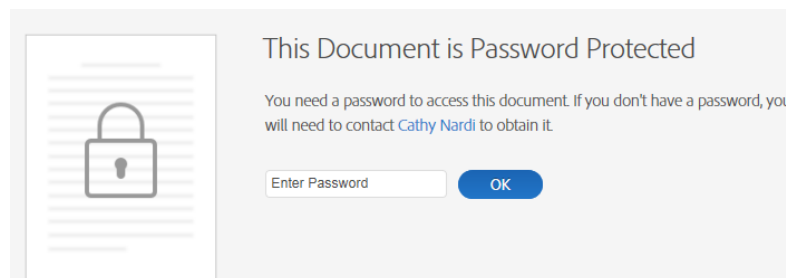 This Document is Password Protected
You need a password to access this document. If you don't have a password, you
will need to contact Cathy Nardi to obtain it.
Enter Password
OK